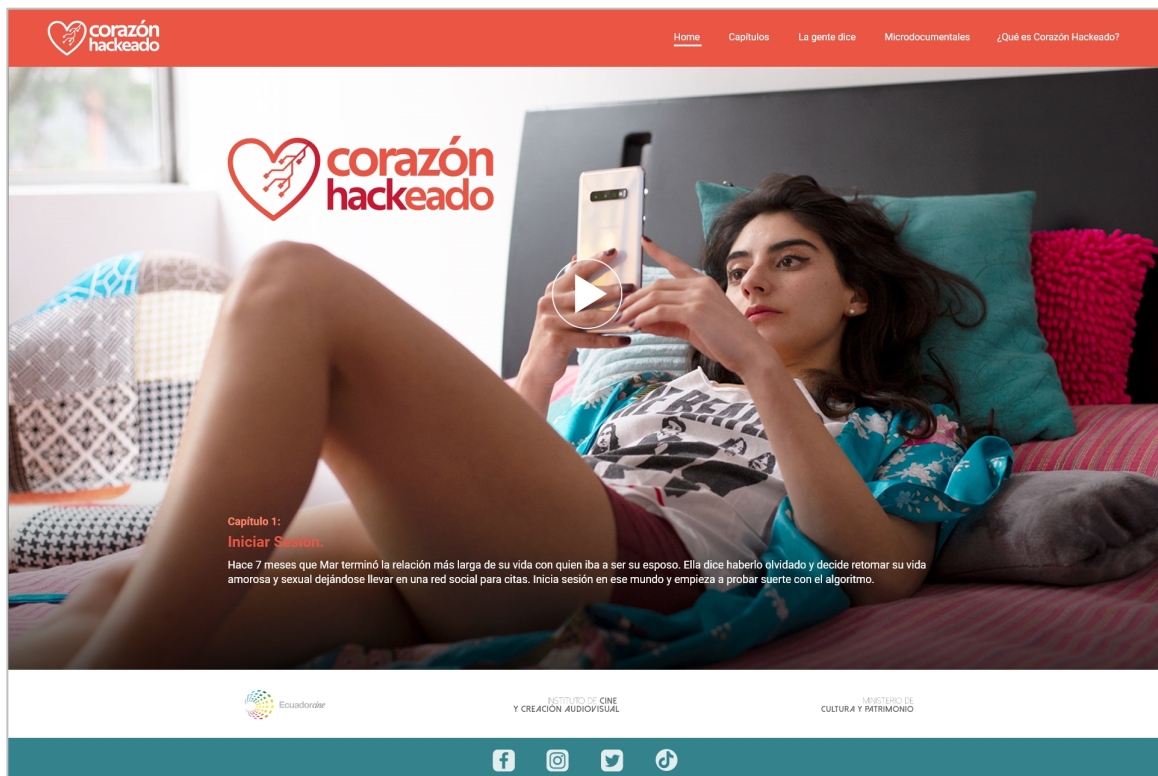 corazón
hackeado
Home Capítulos La gente dice Microdocumentales ¿Qué es Corazón Hackeado?
corazón
hackeado
Capítulo 1:
Iniciar Sesión.
Hace 7 meses que Mar terminó la relación más larga de su vida con quien iba a ser su esposo. Ella dice haberlo olvidado y decide retomar su vida
amorosa y sexual dejándose llevar en una red social para citas. Inicia sesión en ese mundo y empieza a probar suerte con el algoritmo.
Ecuadorcine
INSTITUTO DE CINE
Y CREACIÓN AUDIOVISUAL
MINISTERIO DE
CULTURA Y PATRIMONIO